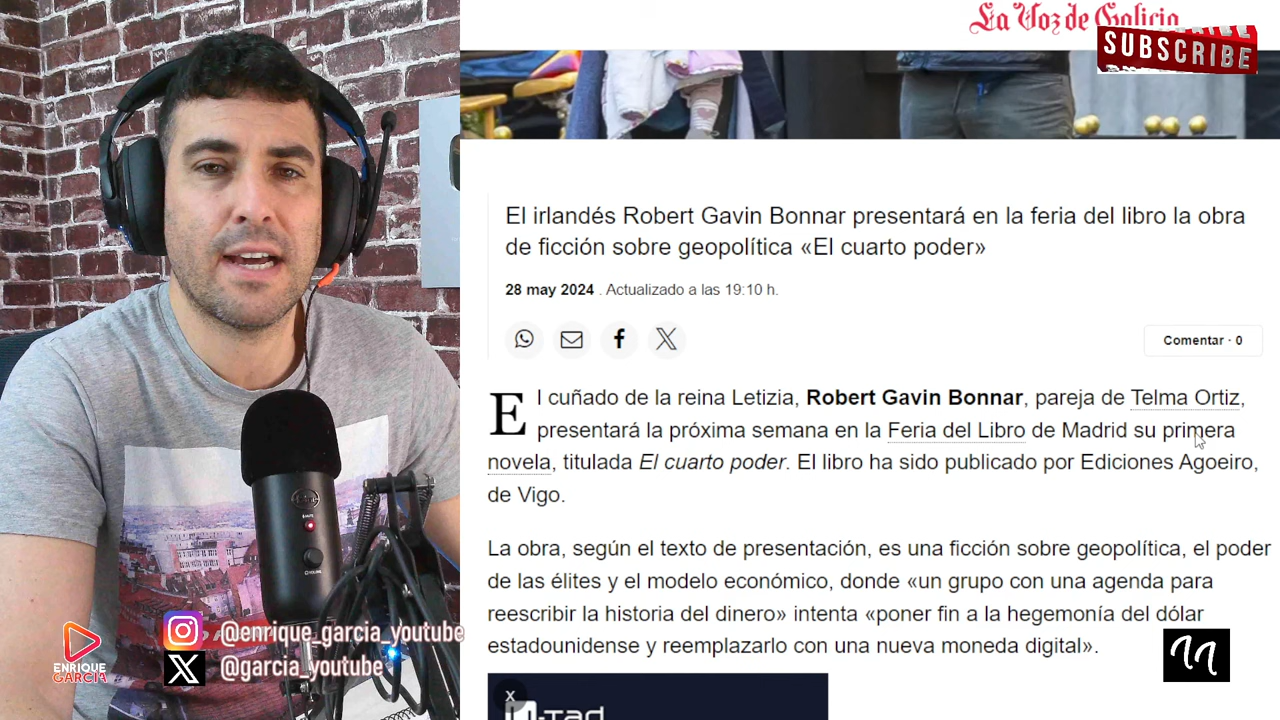 La Voz de Galicia
SUBSCRIBE
El irlandés Robert Gavin Bonnar presentará en la feria del libro la obra
de ficción sobre geopolítica «El cuarto poder»
28 may 2024 . Actualizado a las 19:10 h.
Comentar · 0
El cuñado de la reina Letizia, Robert Gavin Bonnar, pareja de Telma Ortiz,
presentará la próxima semana en la Feria del Libro de Madrid su primera
novela, titulada El cuarto poder. El libro ha sido publicado por Ediciones Agoeiro,
de Vigo.
La obra, según el texto de presentación, es una ficción sobre geopolítica, el poder
de las élites y el modelo económico, donde «un grupo con una agenda para
reescribir la historia del dinero» intenta «poner fin a la hegemonía del dólar
estadounidense y reemplazarlo con una nueva moneda digital».
x
ENRIQUE
GARCIA
@enrique_garcia_youtube
@garcia_youtube